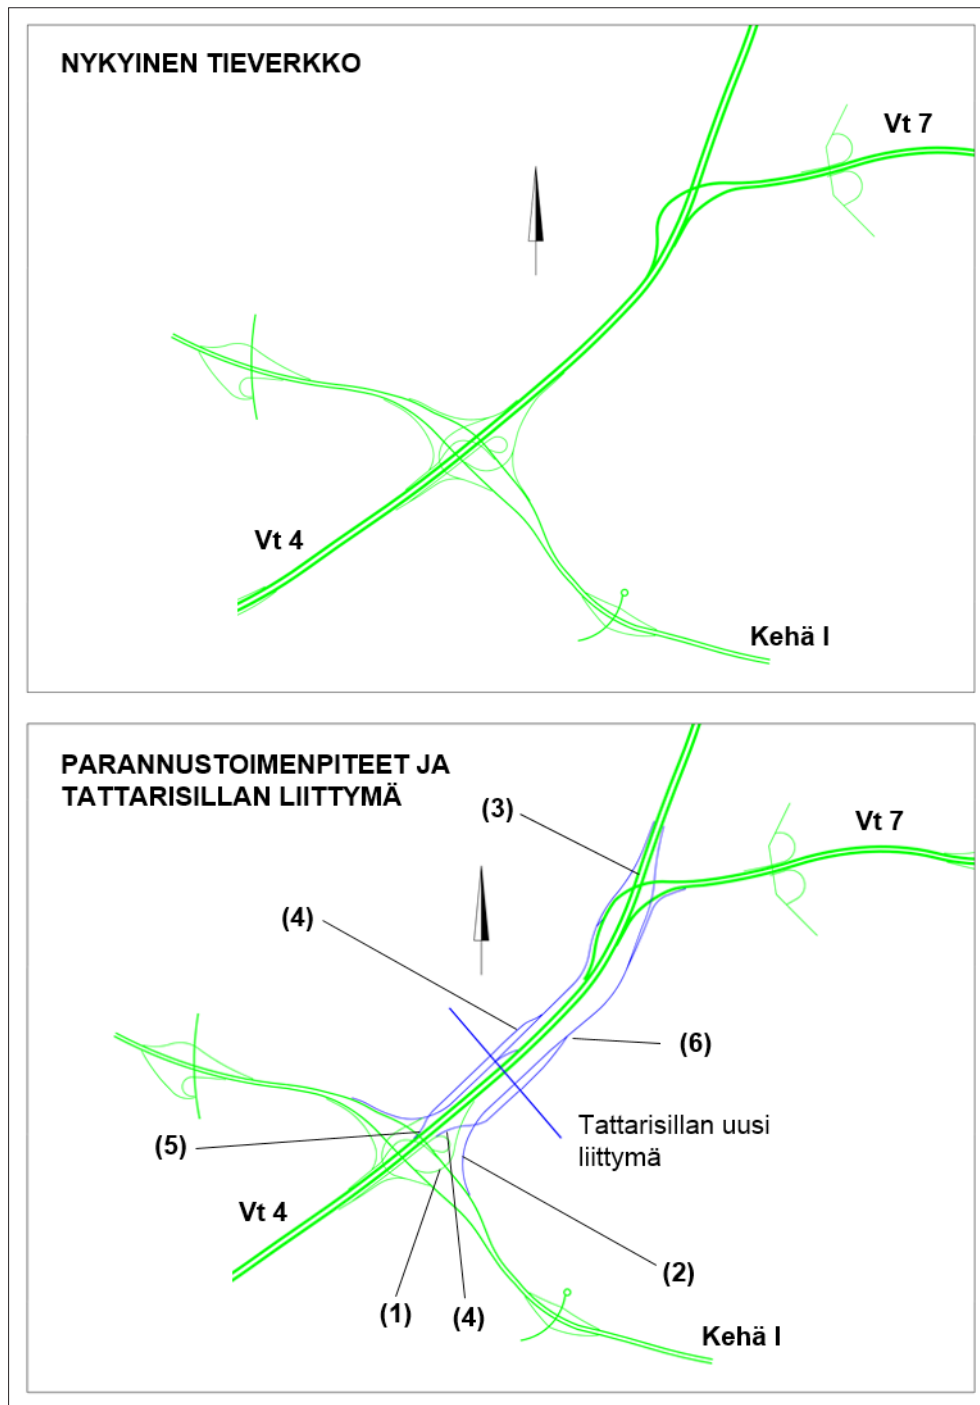 NYKYINEN TIEVERKKO
Vt 7
Vt 4
Kehä I
PARANNUSTOIMENPITEET JA
TATTARISILLAN LIITTYMÄ
(3)
Vt 7
(4)
(6)
Tattarisillan uusi
liittymä
(5)
Vt 4
(2)
(1)
(4)
Kehä I